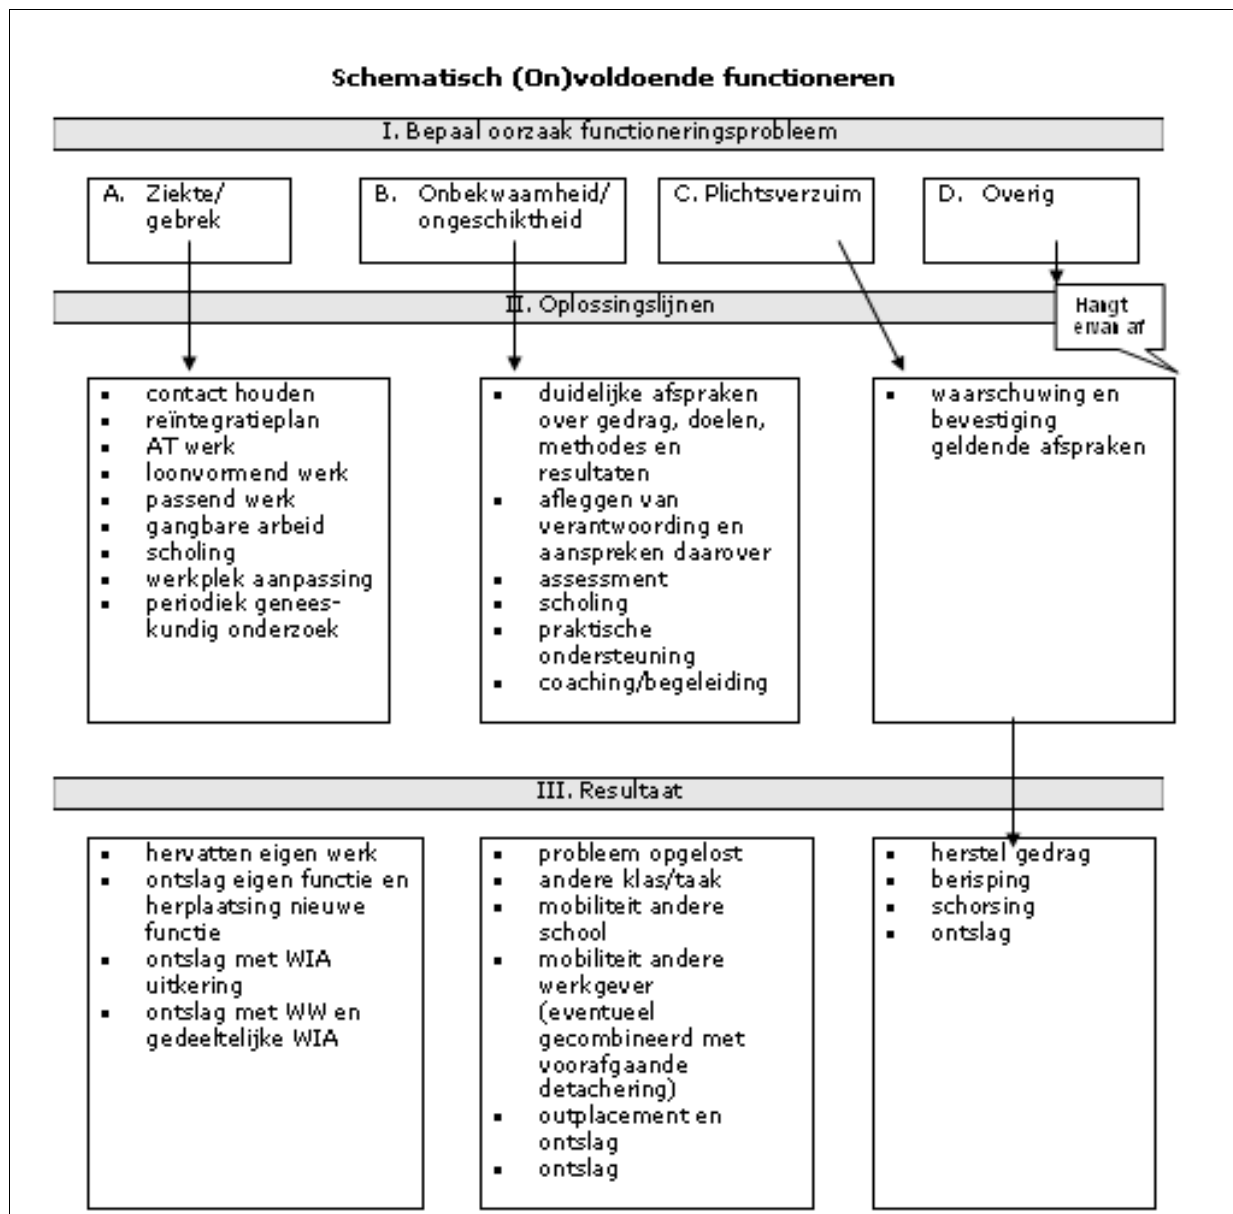 Schematisch (On)voldoende functioneren
I. Bepaal oorzaak functioneringsprobleem
A. Ziekte/
gebrek
B. Onbekwaamheid/
ongeschiktheid
C. Plichtsverzuim
D. Overig
II. Oplossingslijnen
Hangt
ervan af
▪ contact houden
▪ reïntegratieplan
▪ AT werk
▪ loonvormend werk
▪ passend werk
▪ gangbare arbeid
▪ scholing
▪ werkplek aanpassing
▪ periodiek genees-
kundig onderzoek
▪ duidelijke afspraken
over gedrag, doelen,
methodes en
resultaten
▪ afleggen van
verantwoording en
aanspreken daarover
▪ assessment
▪ scholing
▪ praktische
ondersteuning
▪ coaching/begeleiding
▪ waarschuwing en
bevestiging
geldende afspraken
III. Resultaat
▪ hervatten eigen werk
▪ ontslag eigen functie en
herplaatsing nieuwe
functie
▪ ontslag met WIA
uitkering
▪ ontslag met WW en
gedeeltelijke WIA
▪ probleem opgelost
▪ andere klas/taak
▪ mobiliteit andere
school
▪ mobiliteit andere
werkgever
(eventueel
gecombineerd met
voorafgaande
detachering)
▪ outplacement en
ontslag
▪ ontslag
▪ herstel gedrag
▪ berisping
▪ schorsing
▪ ontslag